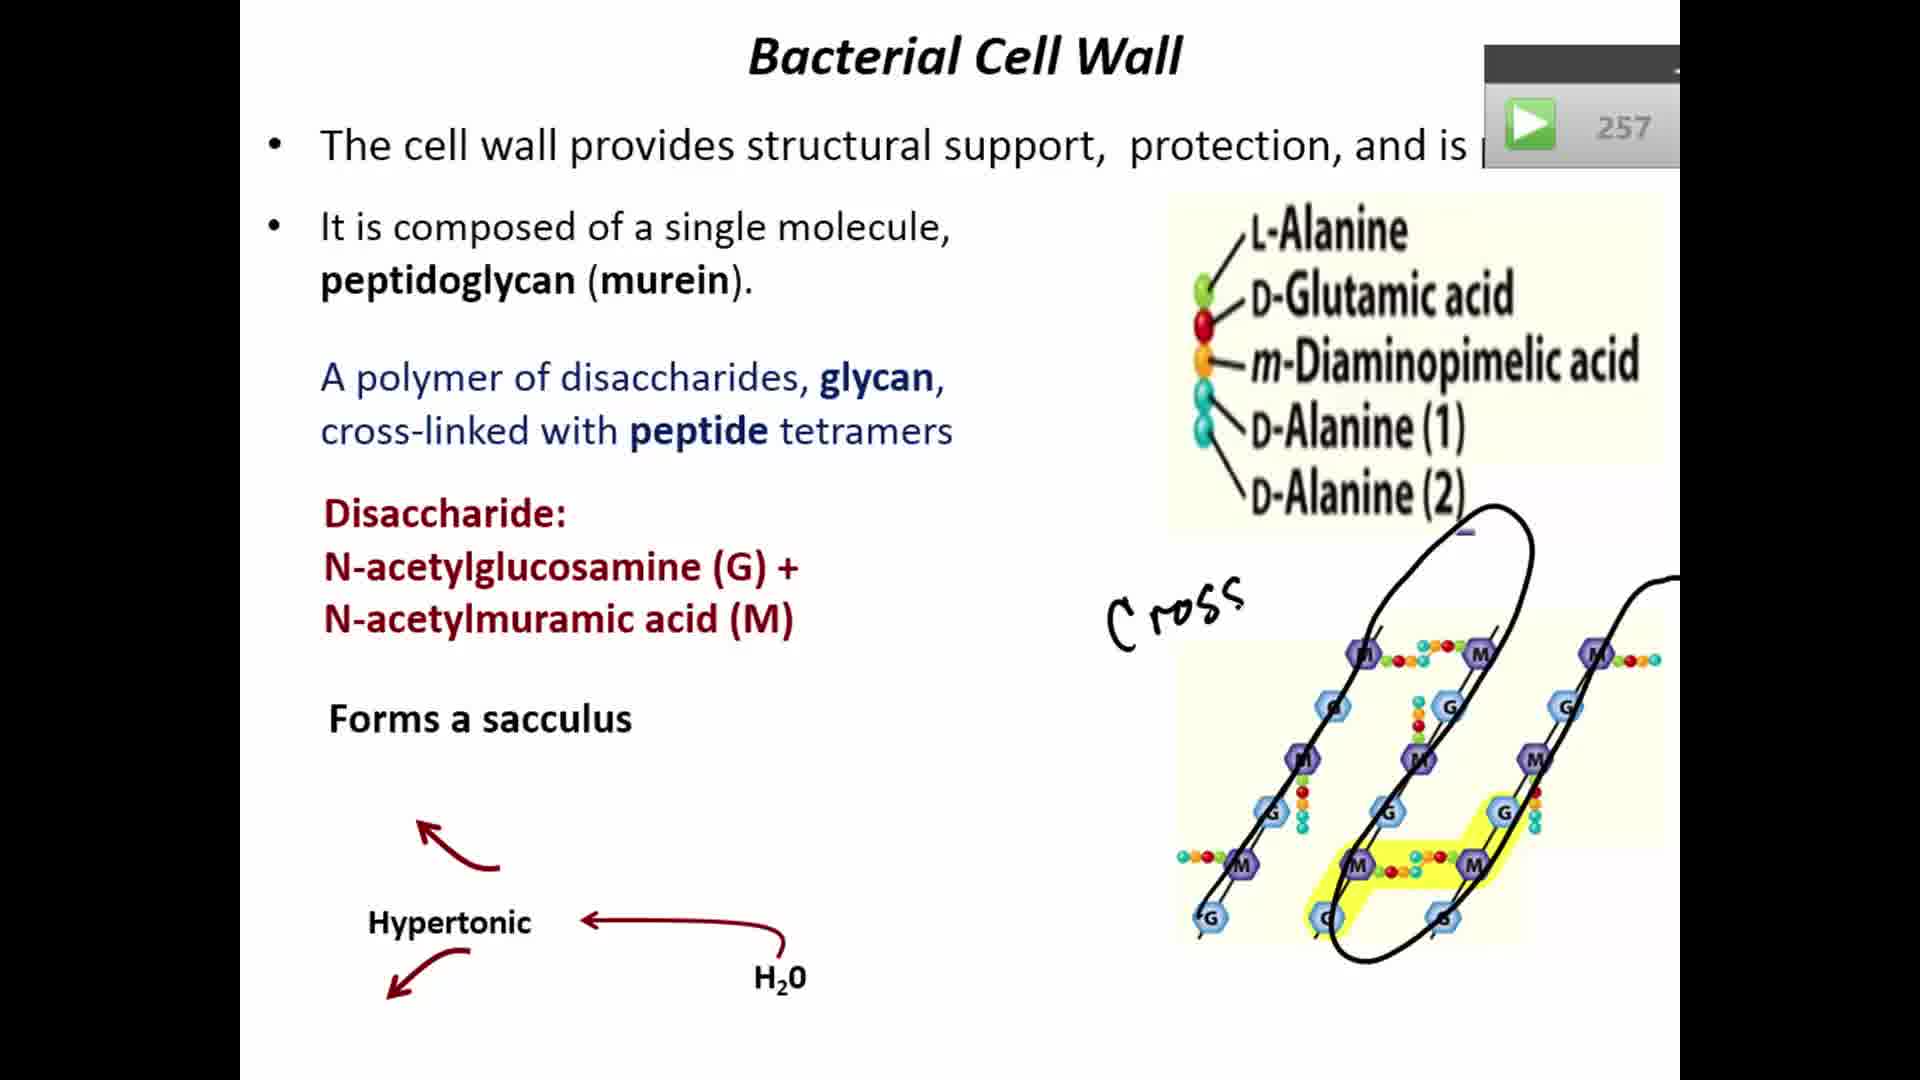 Bacterial Cell Wall
257
• The cell wall provides structural support, protection, and is
• It is composed of a single molecule,
peptidoglycan (murein).
A polymer of disaccharides, glycan,
cross-linked with peptide tetramers
Disaccharide:
N-acetylglucosamine (G) +
N-acetylmuramic acid (M)
Forms a sacculus
Hypertonic
H₂0
L-Alanine
D-Glutamic acid
m-Diaminopimelic acid
D-Alanine (1)
D-Alanine (2)
Cross
M M M
G G G
M M M
G G G
M M M
G G G